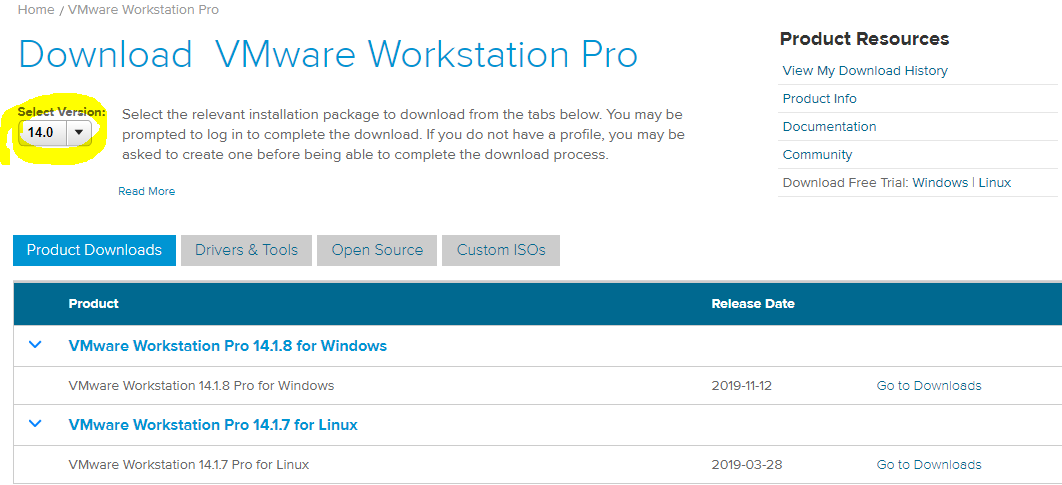 Home / VMware Workstation Pro
Download VMware Workstation Pro
Select Version:
14.0
Select the relevant installation package to download from the tabs below. You may be
prompted to log in to complete the download. If you do not have a profile, you may be
asked to create one before being able to complete the download process.
Read More
Product Resources
View My Download History
Product Info
Documentation
Community
Download Free Trial: Windows | Linux
Product Downloads Drivers & Tools Open Source Custom ISOs
Product Release Date
VMware Workstation Pro 14.1.8 for Windows
VMware Workstation 14.1.8 Pro for Windows 2019-11-12 Go to Downloads
VMware Workstation Pro 14.1.7 for Linux
VMware Workstation 14.1.7 Pro for Linux 2019-03-28 Go to Downloads